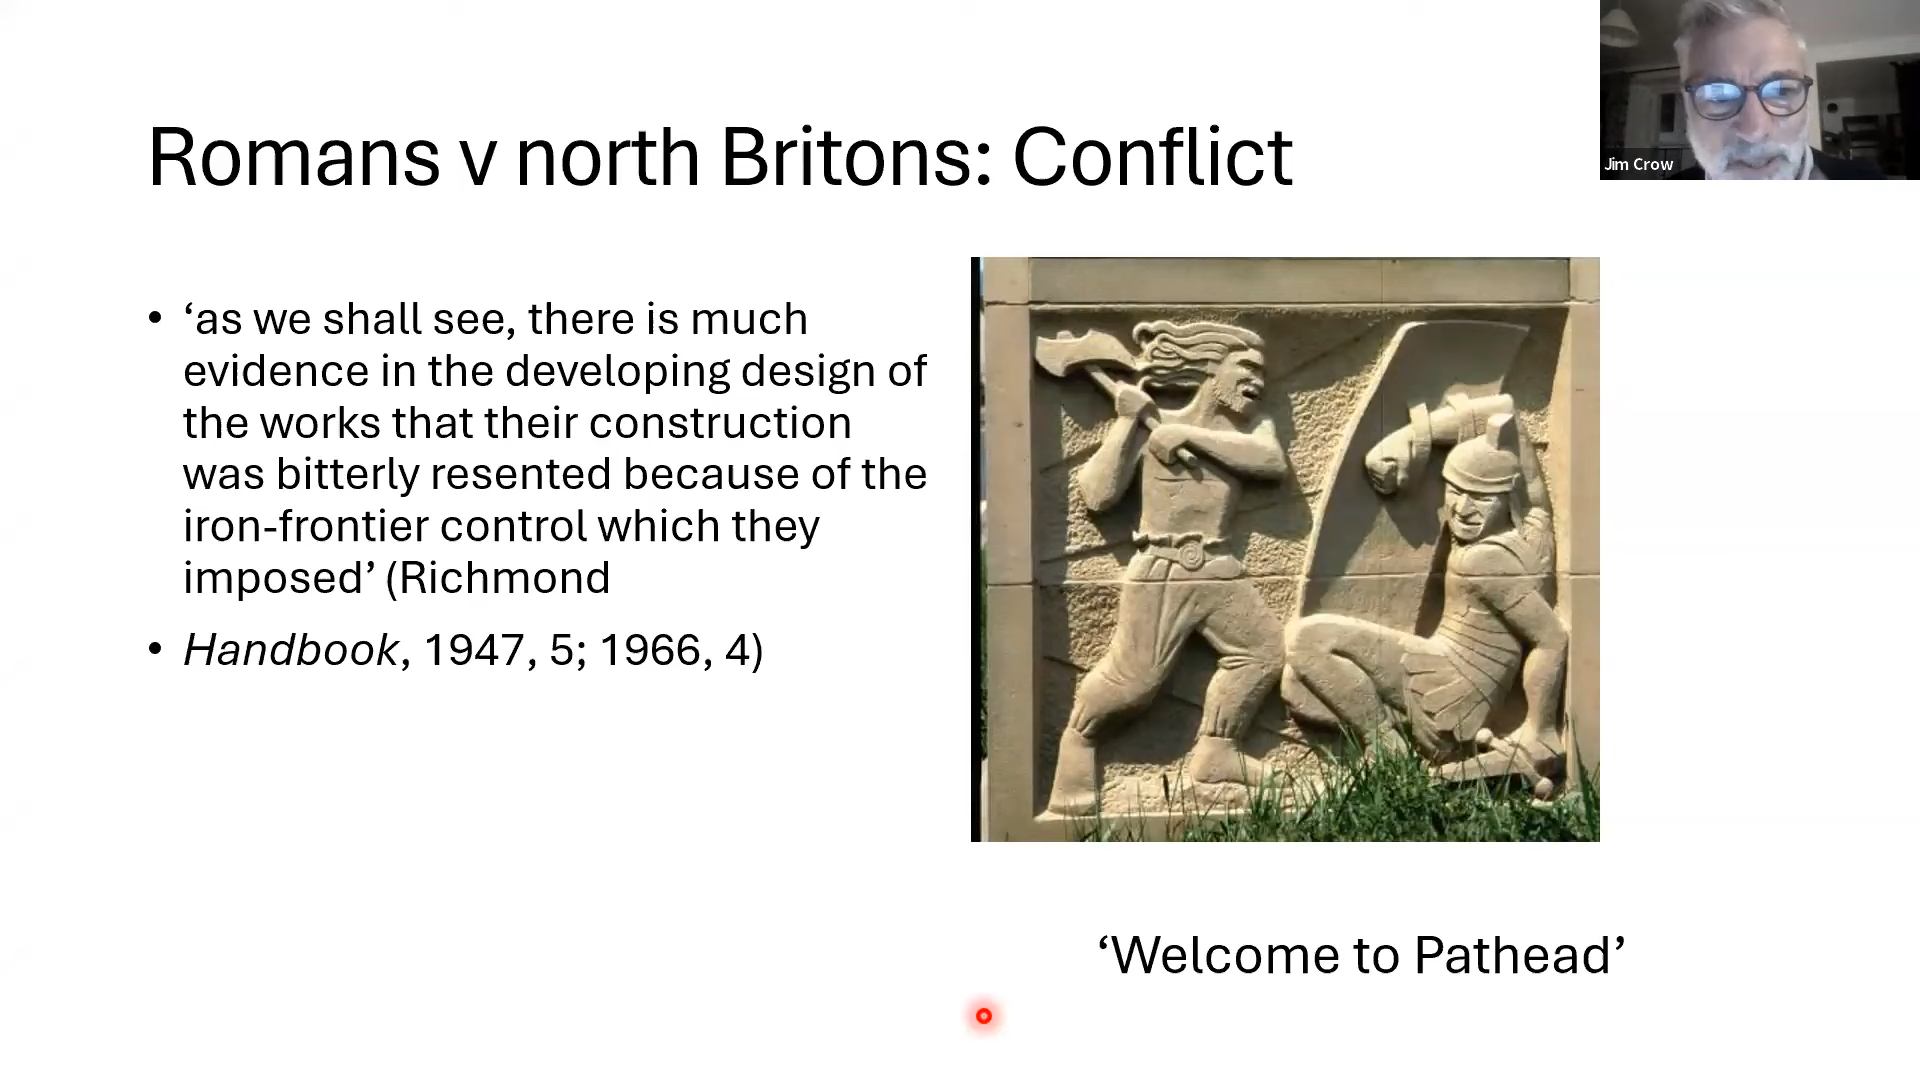 Romans v north Britons: Conflict
Jim Crow
• ‘as we shall see, there is much
evidence in the developing design of
the works that their construction
was bitterly resented because of the
iron-frontier control which they
imposed’ (Richmond
• Handbook, 1947, 5; 1966, 4)
‘Welcome to Pathead’